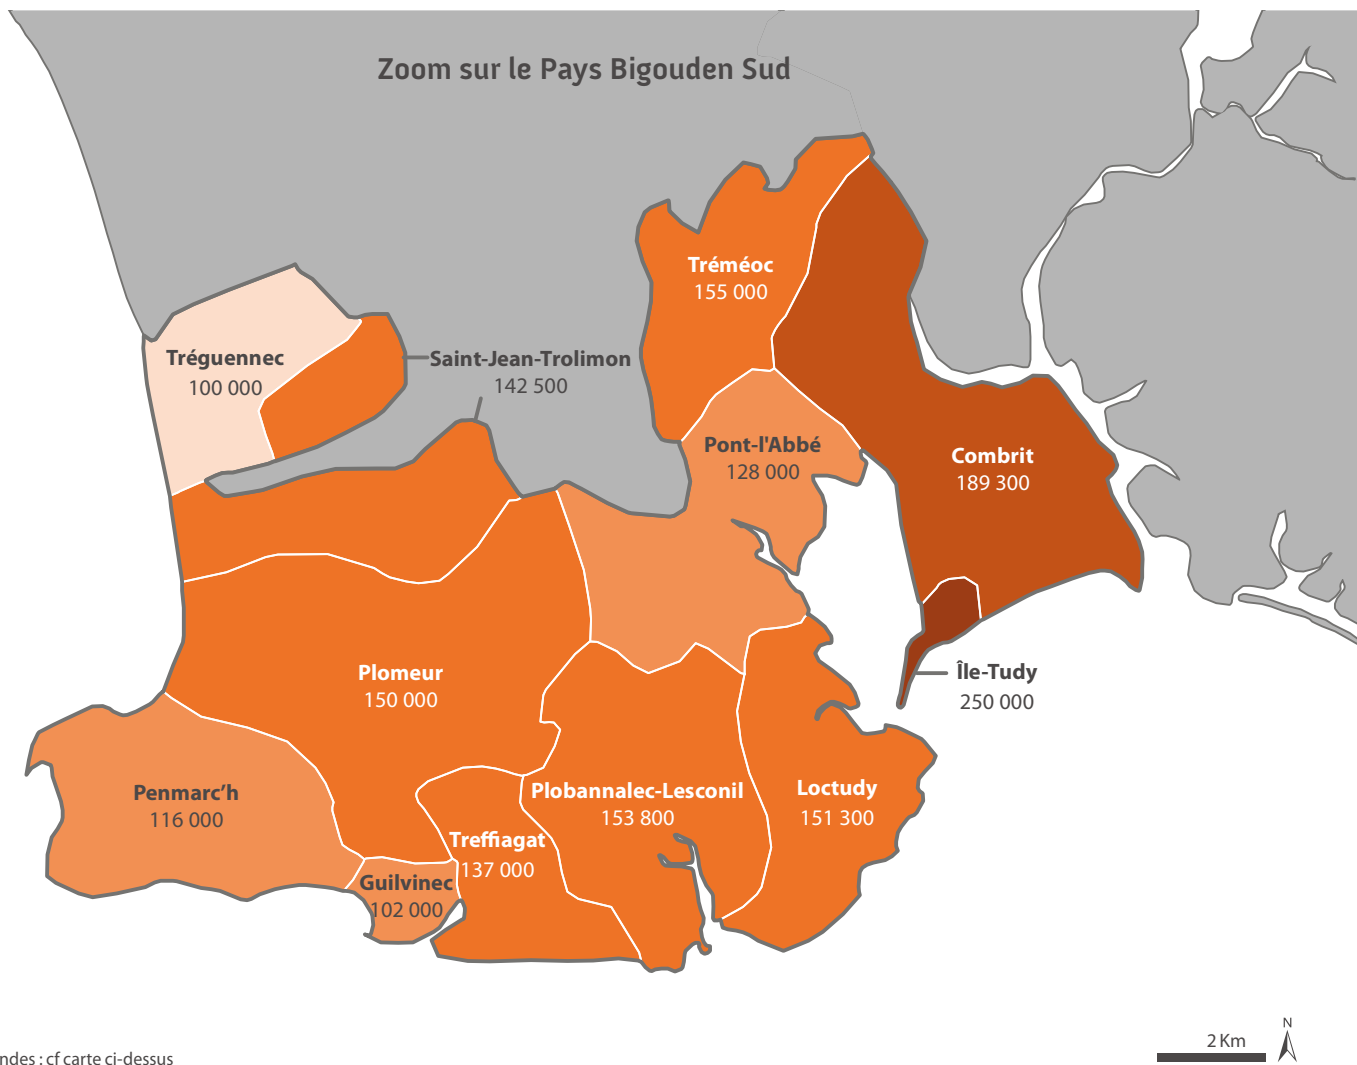 Zoom sur le Pays Bigouden Sud
Tréméoc
155 000
Tréguennec
100 000
Saint-Jean-Trolimon
142 500
Pont-l'Abbé
128 000
Combrit
189 300
Plomeur
150 000
Île-Tudy
250 000
Penmarc’h
116 000
Plobannalec-Lesconil
153 800
Loctudy
151 300
Treffiagat
137 000
Guilvinec
102 000
N
2 Km
ndes : cf carte ci-dessus